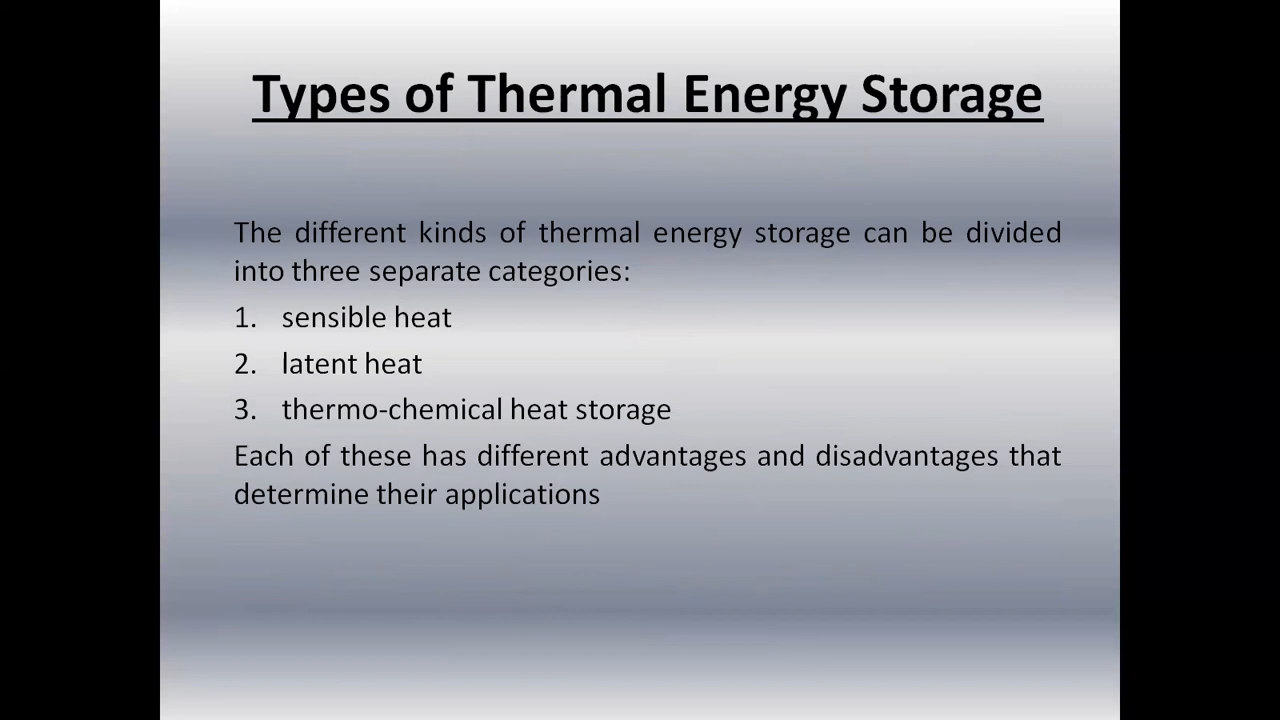 Types of Thermal Energy Storage
The different kinds of thermal energy storage can be divided
into three separate categories:
1. sensible heat
2. latent heat
3. thermo-chemical heat storage
Each of these has different advantages and disadvantages that
determine their applications